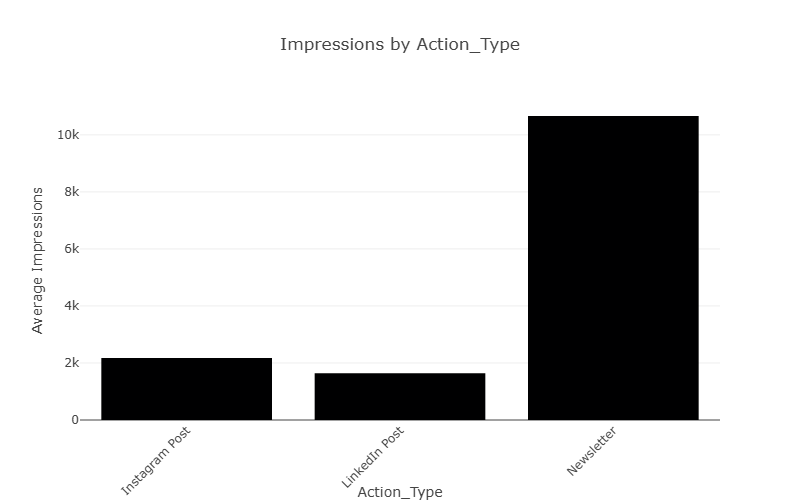 Impressions by Action_Type
10k
8k
6k
4k
2k
0
Average Impressions
Instagram Post
LinkedIn Post
Newsletter
Action_Type